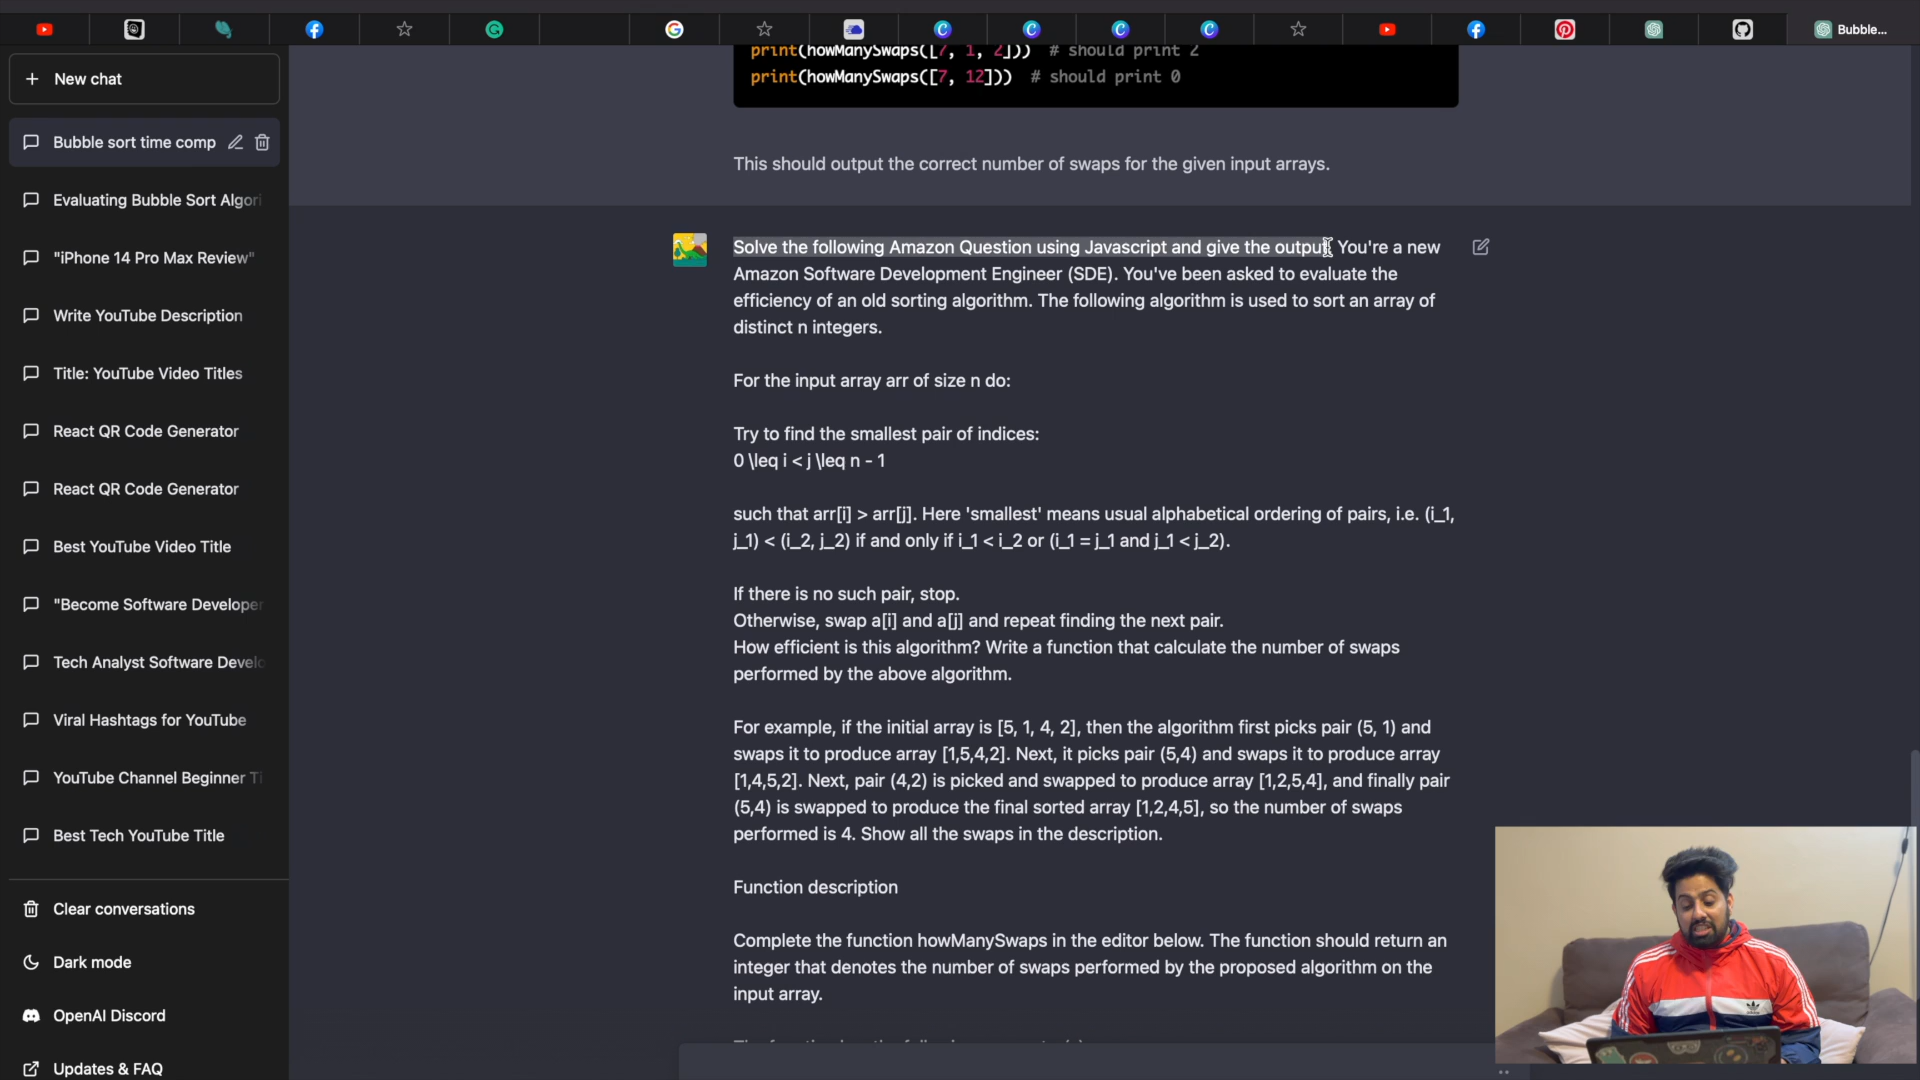 Bubble...
New chat
Bubble sort time comp
Evaluating Bubble Sort Algori
"iPhone 14 Pro Max Review"
Write YouTube Description
Title: YouTube Video Titles
React QR Code Generator
React QR Code Generator
Best YouTube Video Title
"Become Software Developer
Tech Analyst Software Develo
Viral Hashtags for YouTube
YouTube Channel Beginner Ti
Best Tech YouTube Title
Clear conversations
Dark mode
OpenAI Discord
Updates & FAQ
print(howManySwaps([7, 1, 2])) # should print 2
print(howManySwaps([7, 12])) # should print 0
This should output the correct number of swaps for the given input arrays.
Solve the following Amazon Question using Javascript and give the output. You're a new
Amazon Software Development Engineer (SDE). You've been asked to evaluate the
efficiency of an old sorting algorithm. The following algorithm is used to sort an array of
distinct n integers.
For the input array arr of size n do:
Try to find the smallest pair of indices:
0 \leq i < j \leq n - 1
such that arr[i] > arr[j]. Here 'smallest' means usual alphabetical ordering of pairs, i.e. (i_1,
j_1) < (i_2, j_2) if and only if i_1 < i_2 or (i_1 = j_1 and j_1 < j_2).
If there is no such pair, stop.
Otherwise, swap a[i] and a[j] and repeat finding the next pair.
How efficient is this algorithm? Write a function that calculate the number of swaps
performed by the above algorithm.
For example, if the initial array is [5, 1, 4, 2], then the algorithm first picks pair (5, 1) and
swaps it to produce array [1,5,4,2]. Next, it picks pair (5,4) and swaps it to produce array
[1,4,5,2]. Next, pair (4,2) is picked and swapped to produce array [1,2,5,4], and finally pair
(5,4) is swapped to produce the final sorted array [1,2,4,5], so the number of swaps
performed is 4. Show all the swaps in the description.
Function description
Complete the function howManySwaps in the editor below. The function should return an
integer that denotes the number of swaps performed by the proposed algorithm on the
input array.